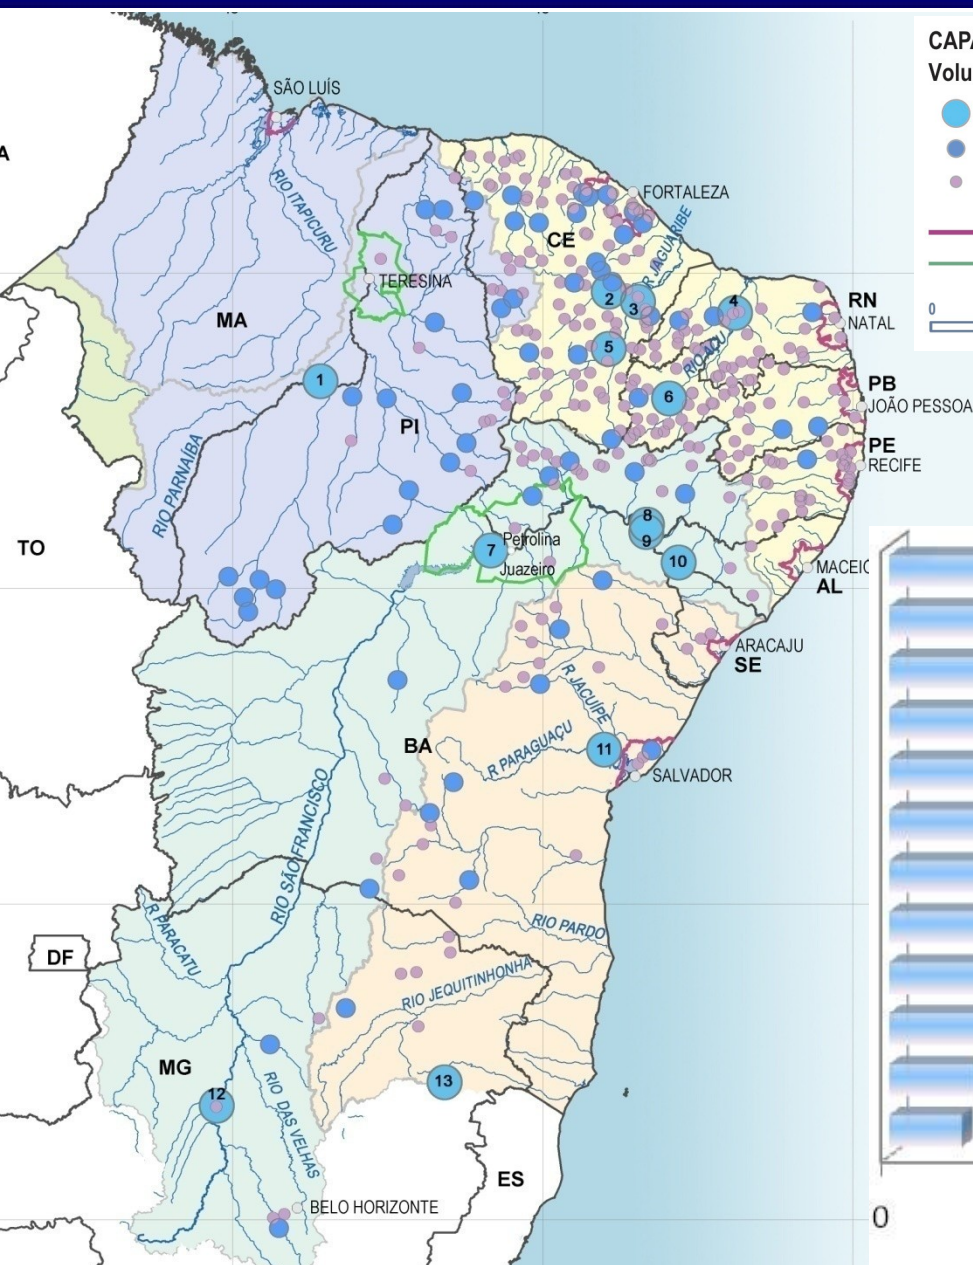 CAPA
Volu
SÃO LUÍS
A
RIO ITAPICURU
FORTALEZA
CE
R JAGUARIBE
TERESINA
2
3
4
RN
NATAL
0
MA
5
RIO AÇU
1
6
PB
JOÃO PESSOA
PI
PE
RECIFE
RIO PARNAÍBA
8
9
TO
7
Petrolina
Juazeiro
10
MACEIÓ
AL
ARACAJU
SE
R JACUÍPE
BA
R PARAGUAÇU
11
SALVADOR
RIO SÃO FRANCISCO
R PARACATU
RIO PARDO
DF
RIO JEQUITINHONHA
MG
12
13
RIO DAS VELHAS
ES
BELO HORIZONTE
0